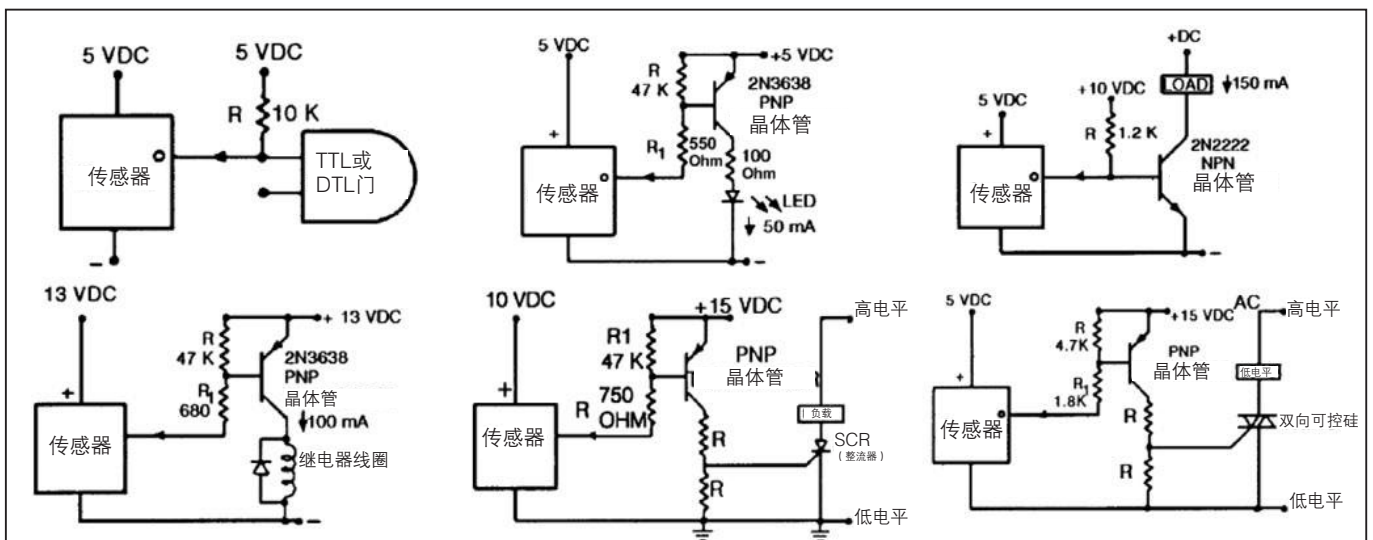 5 VDC
5 VDC
R
10 K
传感器
TTL或
DTL门
−
5 VDC
+5 VDC
R
47 K
2N3638
PNP
晶体管
+
R1
550
Ohm
100
Ohm
传感器
LED
50 mA
−
+DC
LOAD
150 mA
+10 VDC
5 VDC
+
R
1.2 K
2N2222
NPN
晶体管
传感器
−
13 VDC
+ 13 VDC
R
47 K
2N3638
PNP
晶体管
+
R1
680
100 mA
传感器
继电器线圈
−
10 VDC
+15 VDC
高电平
R1
47 K
PNP
晶体管
+
R
750
OHM
负载
传感器
R
SCR
（整流器）
R
低电平
5 VDC
+15 VDC
AC
高电平
R
4.7K
PNP
晶体管
低电平
+
R1
1.8K
传感器
R
双向可控硅
R
低电平